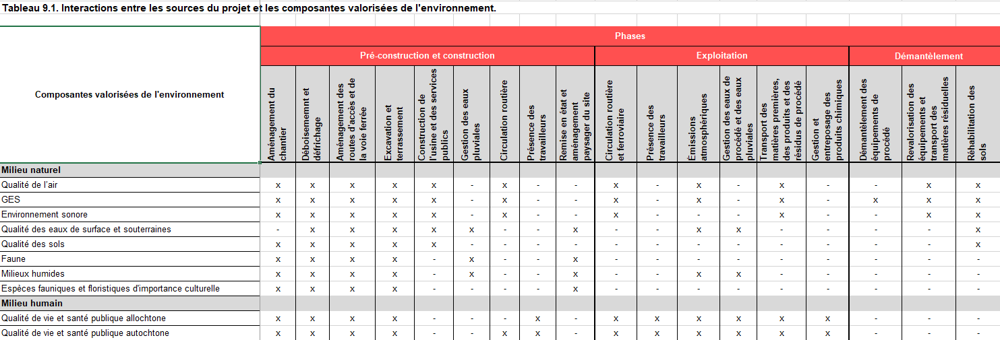 Tableau 9.1. Interactions entre les sources du projet et les composantes valorisées de l'environnement.
Composantes valorisées de l'environnement
Phases
Pré-construction et construction
Exploitation
Démantèlement
Aménagement du
chantier
Déboisememnt et
défrichage
Aménagement des
routes d'accès et de
la voie ferrée
Excavation et
terrassement
Construction de
l'usine et des services
publics
Gestion des eaux
pluviales
Circulation routière
Présence des
travailleurs
Remise en état et
aménagement
paysager du site
Circulation routière
et ferroviaire
Présence des
travailleurs
Émissions
atmosphériques
Gestion des eaux de
procédé et des eaux
pluviales
Transport des
matières premières,
des produits et des
résidus de procédé
Gestion et
entreposage des
produits chimiques
Démantèlement des
équipements de
procédé
Revalorisation des
équipements et
transport des
matières résiduelles
Réhabilitation des
sols
Milieu naturel
Qualité de l'air x x x x x - x - - x - x - x - - x x
GES x x x x x - x - - x - x - x - x x x
Environnement sonore x x x x x - x - - x - - - x - - x x
Qualité des eaux de surface et souterraines - x x x x x - - x - - x x - - - - x
Qualité des sols x x x x x - - - - - - - - - - - - x
Faune x x x x - x - - x - - - - - - - - -
Milieux humides x x x x - x - - x - - x x - - - - -
Espèces fauniques et floristiques d'importance culturelle x x x x - - - - x - - - - - - - - -
Milieu humain
Qualité de vie et santé publique allochtone x x x x - - - x - x x x x x x - - -
Qualité de vie et santé publique autochtone x x x x - - x x - x x x x x x - - -